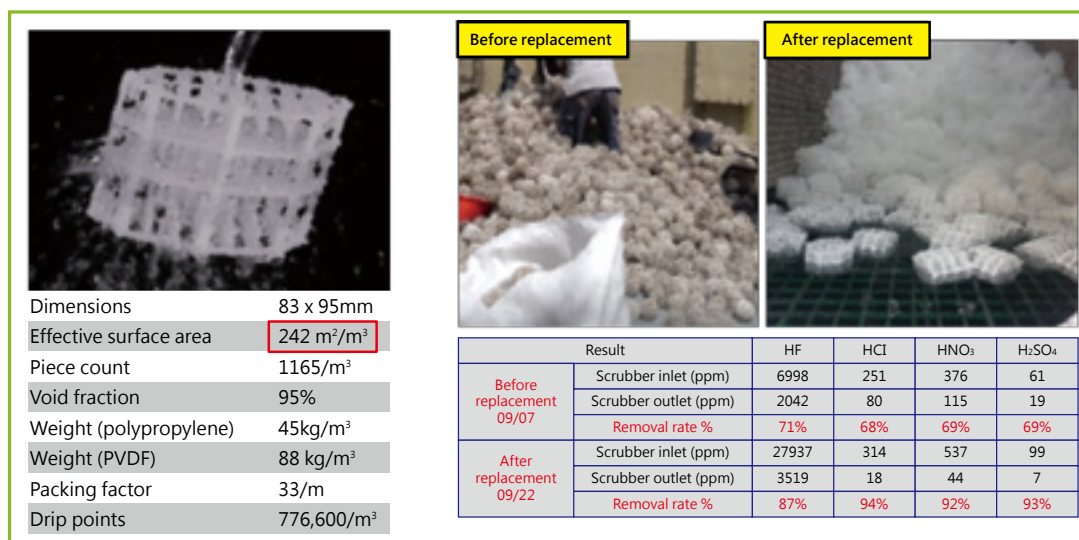 Before replacement
After replacement
Dimensions 83 x 95mm
Effective surface area 242 m²/m³
Piece count 1165/m³
Void fraction 95%
Weight (polypropylene) 45kg/m³
Weight (PVDF) 88 kg/m³
Packing factor 33/m
Drip points 776,600/m³
Result HF HCI HNO₃ H₂SO₄
Before replacement 09/07
Scrubber inlet (ppm) 6998 251 376 61
Scrubber outlet (ppm) 2042 80 115 19
Removal rate % 71% 68% 69% 69%
After replacement 09/22
Scrubber inlet (ppm) 27937 314 537 99
Scrubber outlet (ppm) 3519 18 44 7
Removal rate % 87% 94% 92% 93%